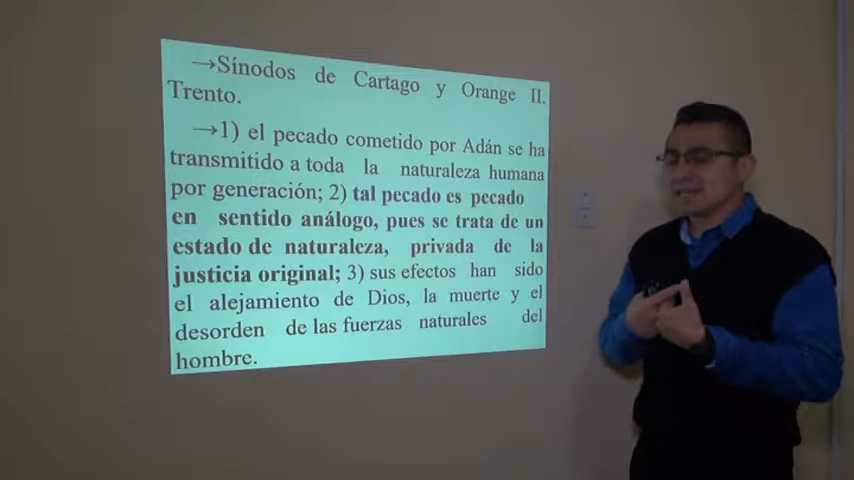 →Sínodos de Cartago y Orange II.
Trento.
→1) el pecado cometido por Adán se ha
transmitido a toda la naturaleza humana
por generación; 2) tal pecado es pecado
en sentido análogo, pues se trata de un
estado de naturaleza, privada de la
justicia original; 3) sus efectos han sido
el alejamiento de Dios, la muerte y el
desorden de las fuerzas naturales del
hombre.